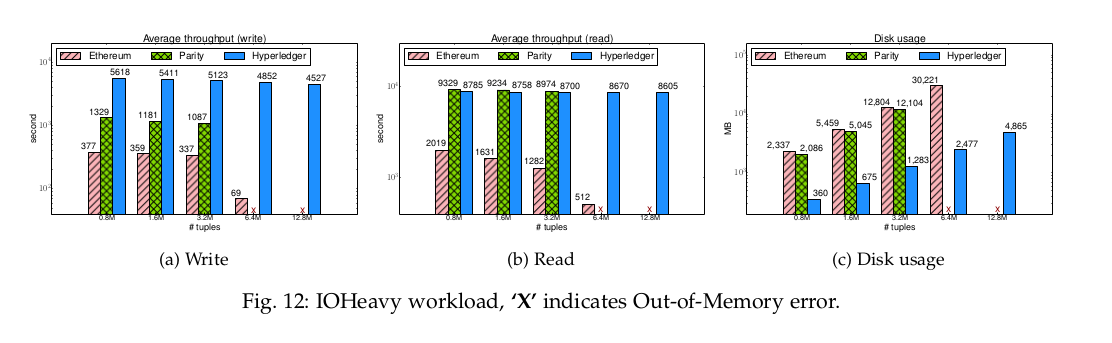 Average throughput (write)
Ethereum Parity Hyperledger
5618
5411
5123
4852
4527
1329
1181
1087
377
359
337
69
X
X
second
0.8M 1.6M 3.2M 6.4M 12.8M
# tuples
(a) Write
Average throughput (read)
Ethereum Parity Hyperledger
9329 8785
9234 8758
8974 8700
8670
8605
2019
1631
1282
512
X
X
second
0.8M 1.6M 3.2M 6.4M 12.8M
# tuples
(b) Read
Disk usage
Ethereum Parity Hyperledger
30,221
12,804 12,104
5,459 5,045
4,865
2,337 2,086
2,477
1,283
675
360
X
X
MB
0.8M 1.6M 3.2M 6.4M 12.8M
# tuples
(c) Disk usage
Fig. 12: IOHeavy workload, ‘X’ indicates Out-of-Memory error.